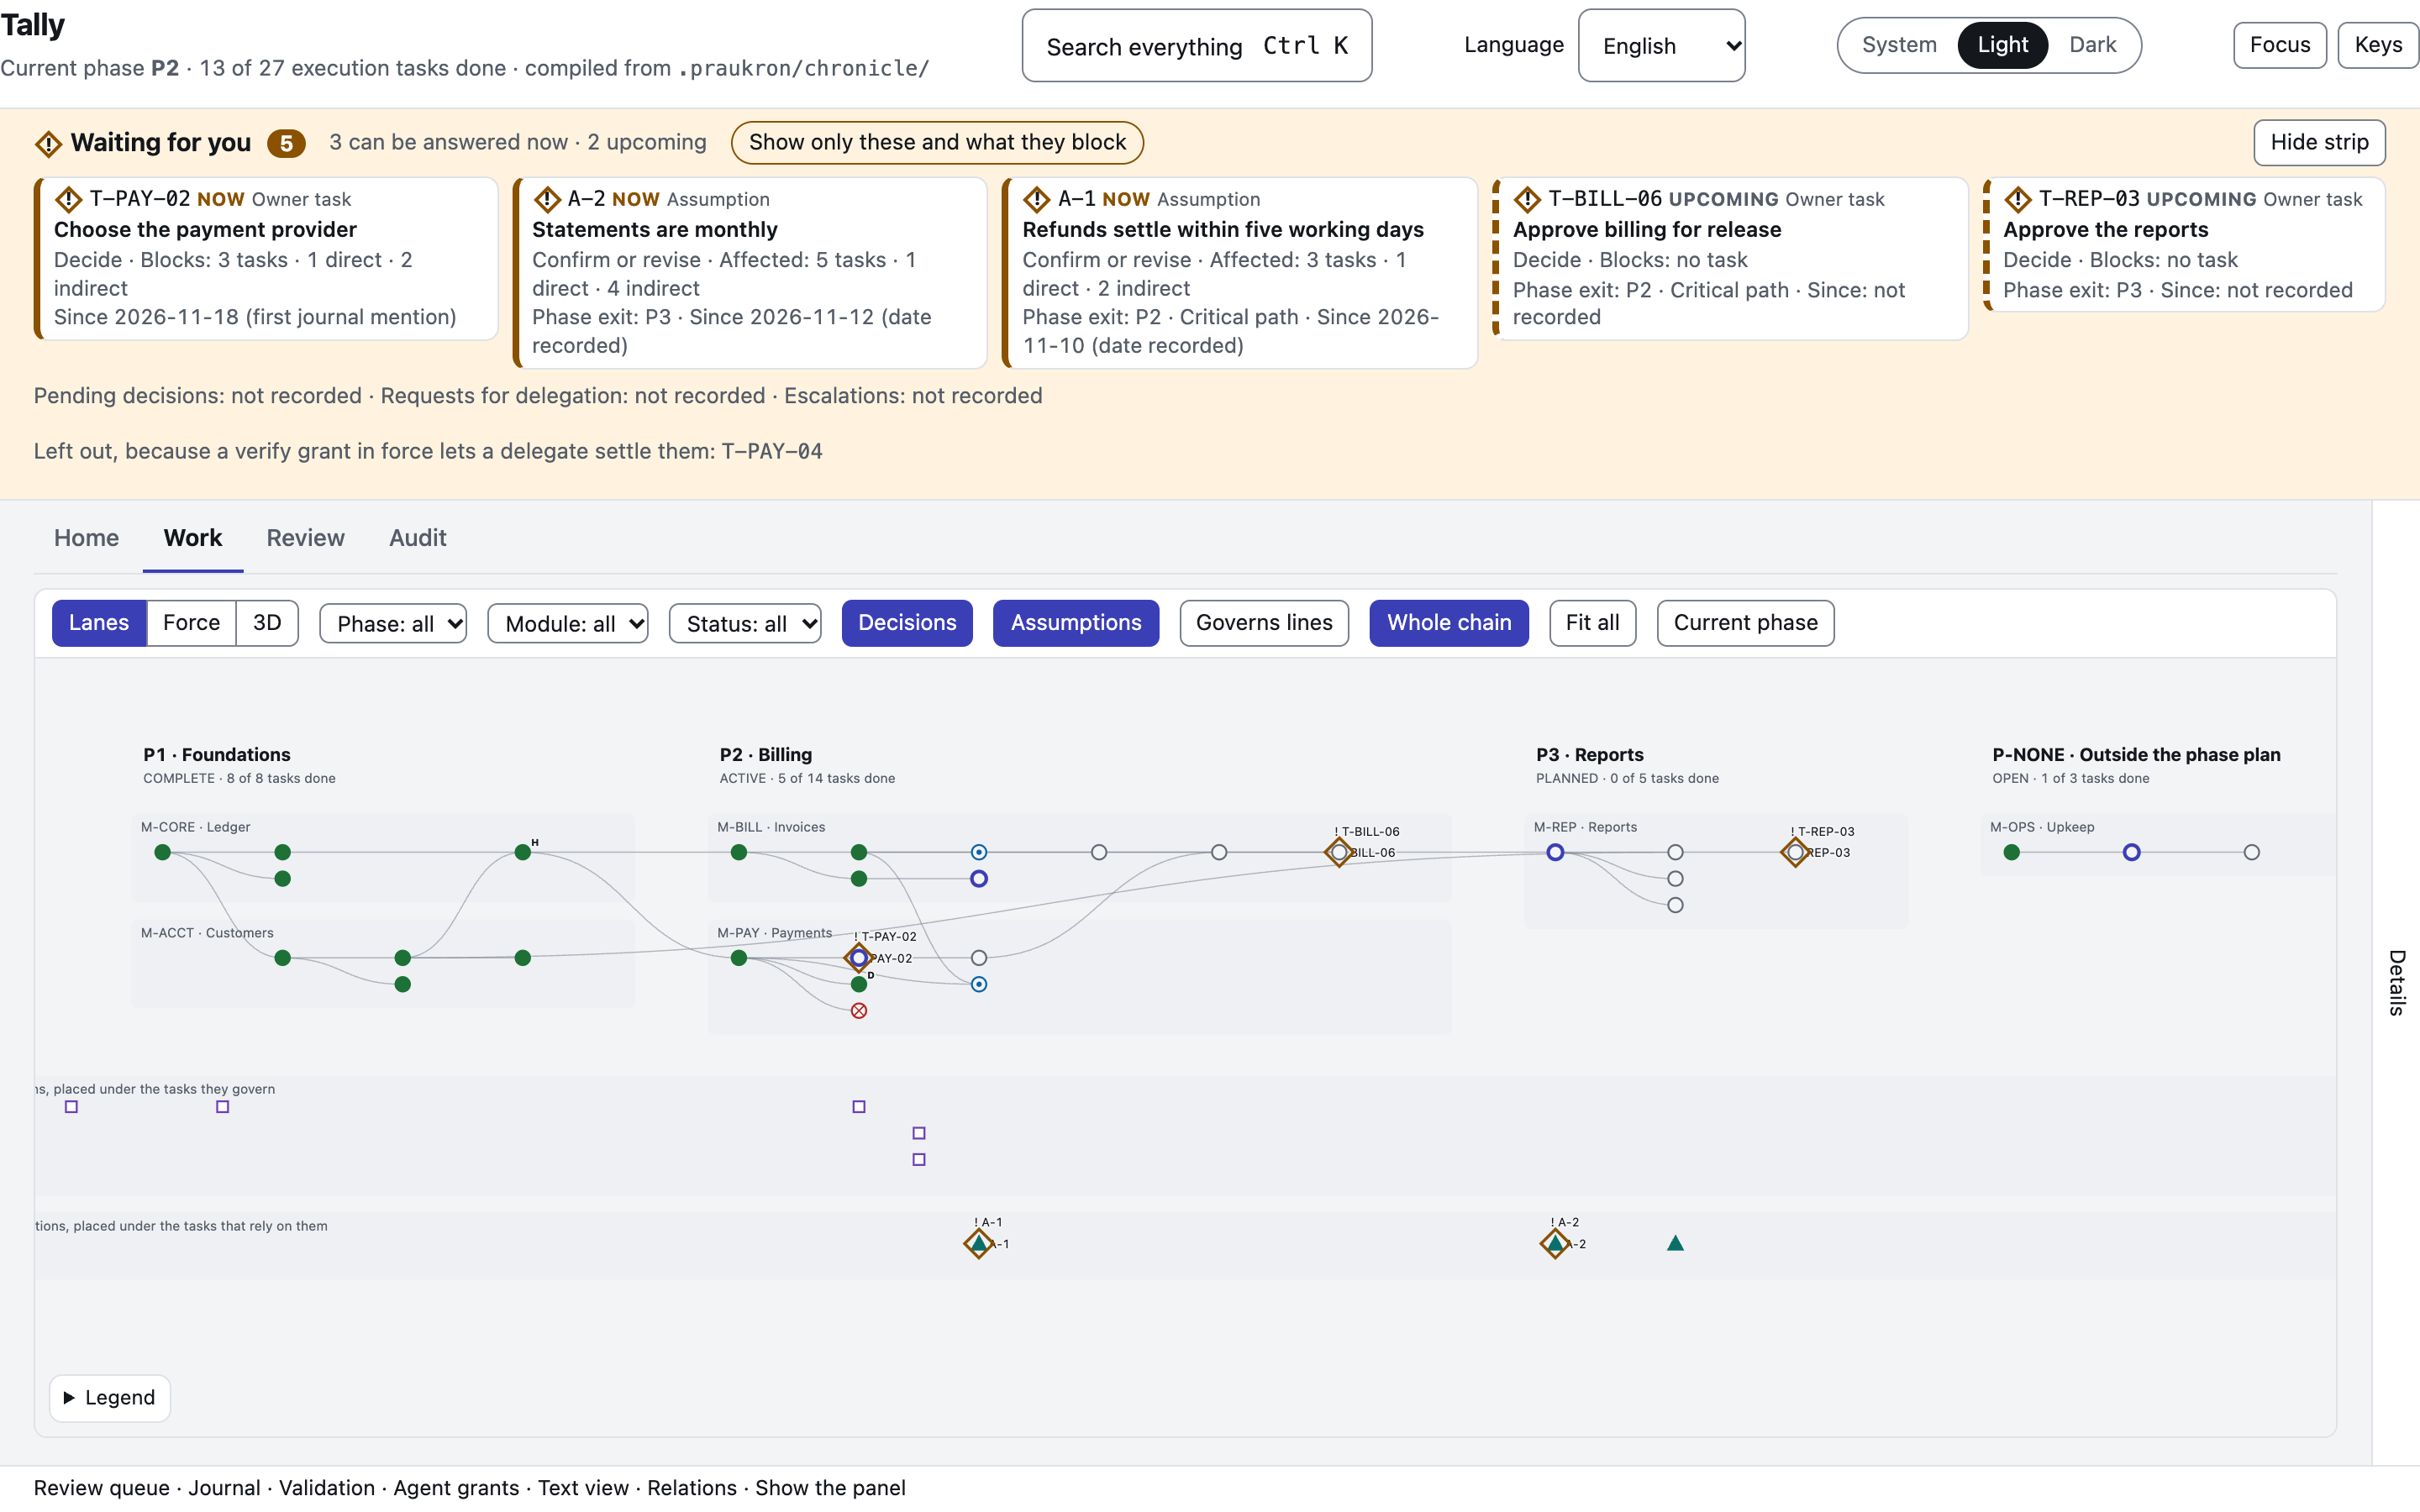 Tally
Current phase P2 · 13 of 27 execution tasks done · compiled from .praukron/chronicle/
Search everything Ctrl K
Language English
System Light Dark
Focus Keys
Waiting for you 5 3 can be answered now · 2 upcoming Show only these and what they block
Hide strip
T-PAY-02 NOW Owner task
Choose the payment provider
Decide · Blocks: 3 tasks · 1 direct · 2
indirect
Since 2026-11-18 (first journal mention)
A-2 NOW Assumption
Statements are monthly
Confirm or revise · Affected: 5 tasks · 1
direct · 4 indirect
Phase exit: P3 · Since 2026-11-12 (date
recorded)
A-1 NOW Assumption
Refunds settle within five working days
Confirm or revise · Affected: 3 tasks · 1
direct · 2 indirect
Phase exit: P2 · Critical path · Since 2026-
11-10 (date recorded)
T-BILL-06 UPCOMING Owner task
Approve billing for release
Decide · Blocks: no task
Phase exit: P2 · Critical path · Since: not
recorded
T-REP-03 UPCOMING Owner task
Approve the reports
Decide · Blocks: no task
Phase exit: P3 · Since: not recorded
Pending decisions: not recorded · Requests for delegation: not recorded · Escalations: not recorded
Left out, because a verify grant in force lets a delegate settle them: T-PAY-04
Home Work Review Audit
Lanes Force 3D Phase: all Module: all Status: all Decisions Assumptions Governs lines Whole chain Fit all Current phase
P1 · Foundations
COMPLETE · 8 of 8 tasks done
P2 · Billing
ACTIVE · 5 of 14 tasks done
P3 · Reports
PLANNED · 0 of 5 tasks done
P-NONE · Outside the phase plan
OPEN · 1 of 3 tasks done
M-CORE · Ledger
H
M-BILL · Invoices
! T-BILL-06
BILL-06
M-REP · Reports
! T-REP-03
REP-03
M-OPS · Upkeep
M-ACCT · Customers
M-PAY · Payments
! T-PAY-02
PAY-02
D
Details
placed under the tasks they govern
placed under the tasks that rely on them
! A-1
-1
! A-2
-2
Legend
Review queue · Journal · Validation · Agent grants · Text view · Relations · Show the panel